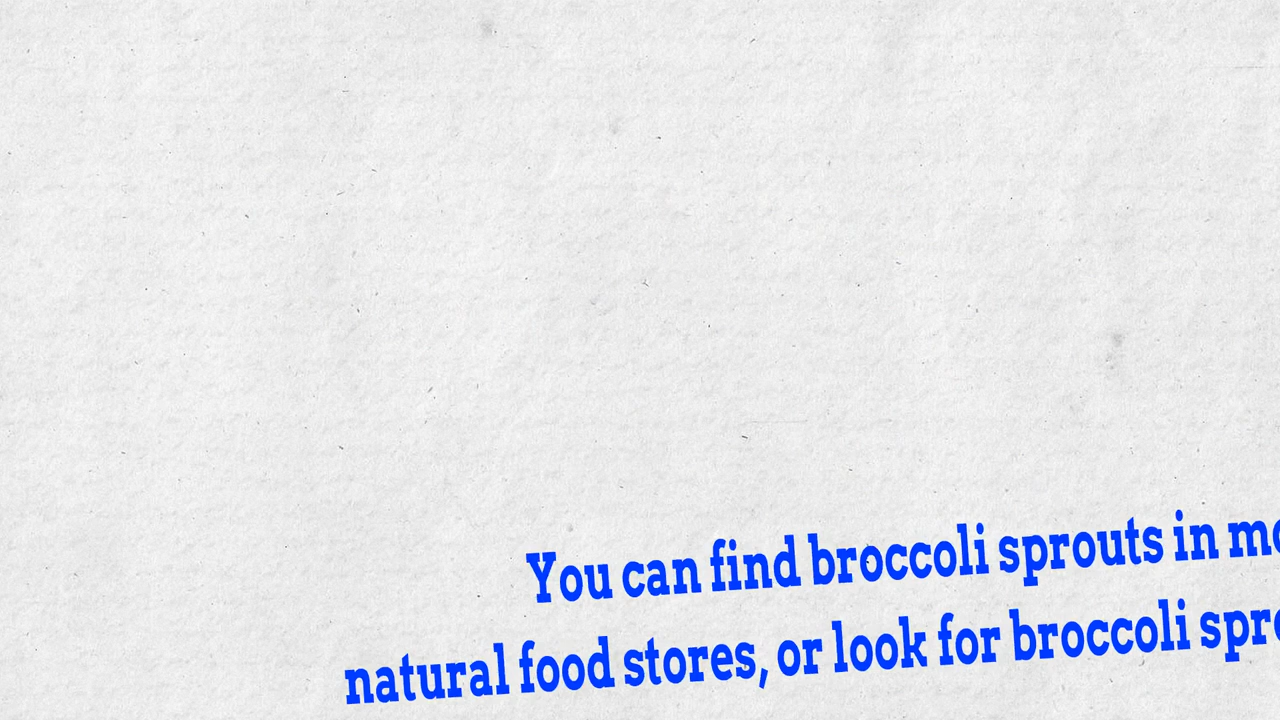 You can find broccoli sprouts in
natural food stores, or look for broccoli